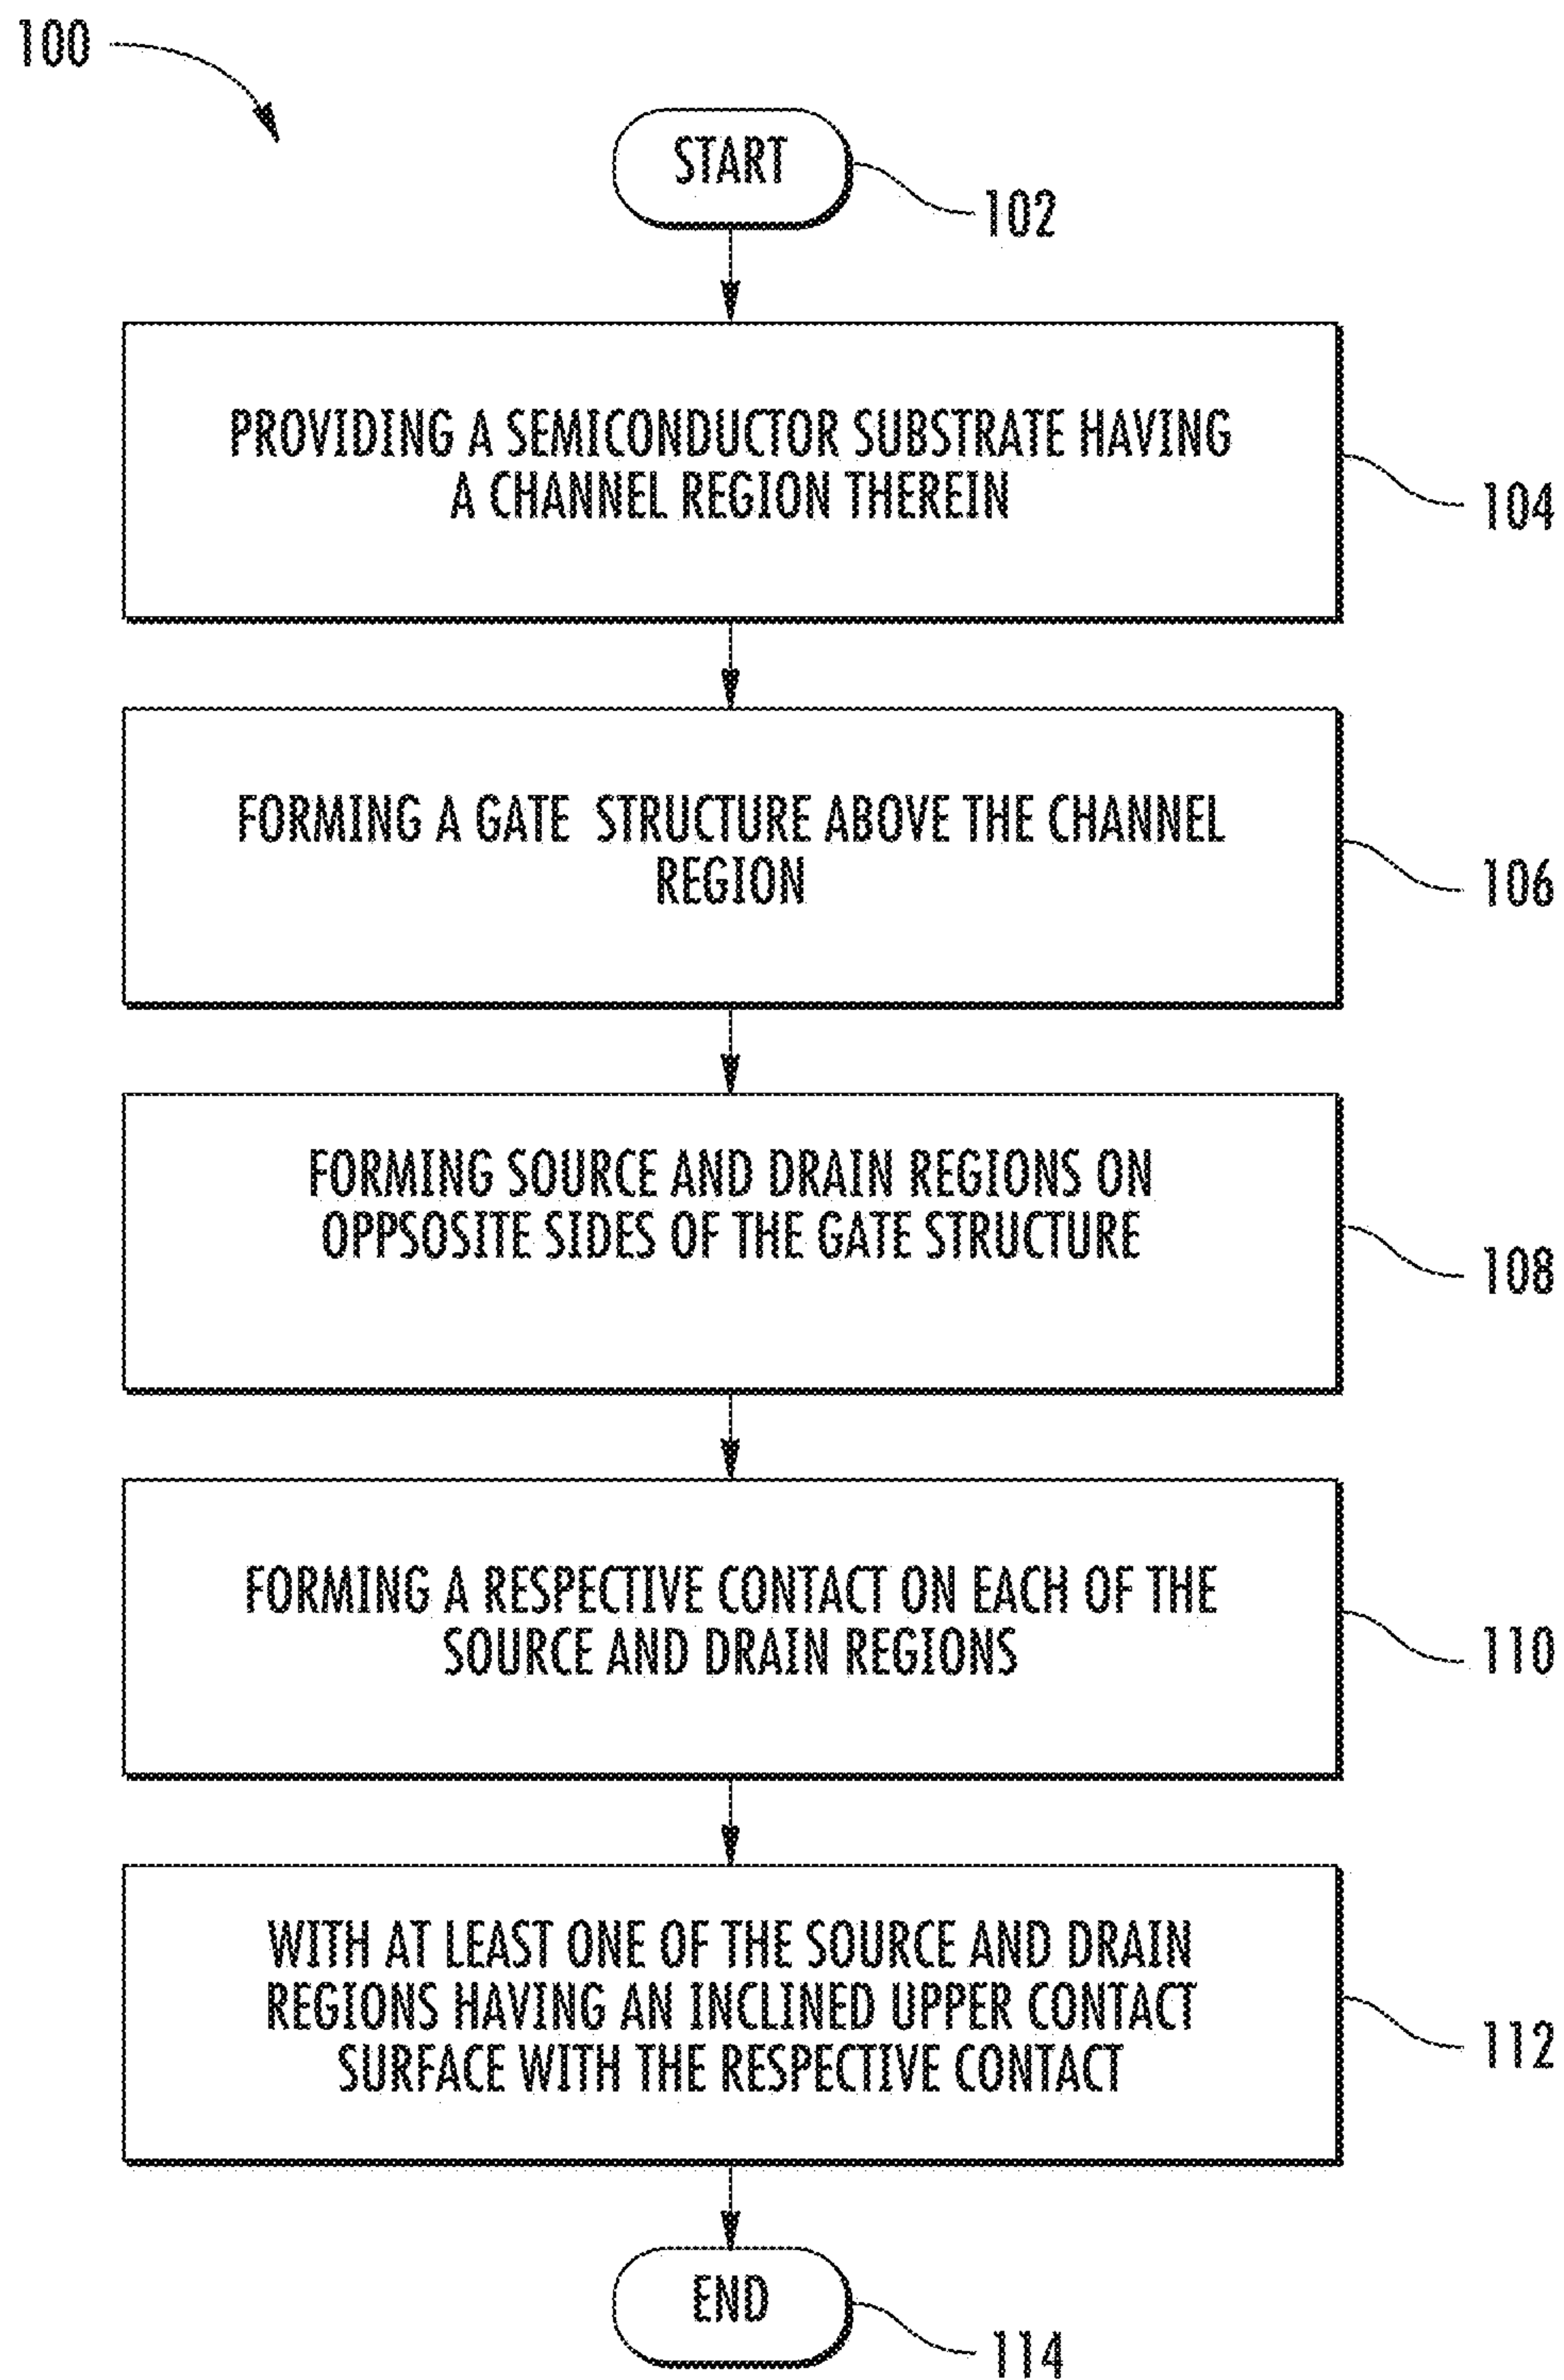 100
START
102
PROVIDING A SEMICONDUCTOR SUBSTRATE HAVING
A CHANNEL REGION THEREIN
104
FORMING A GATE STRUCTURE ABOVE THE CHANNEL
REGION
106
FORMING SOURCE AND DRAIN REGIONS ON
OPPSOSITE SIDES OF THE GATE STRUCTURE
108
FORMING A RESPECTIVE CONTACT ON EACH OF THE
SOURCE AND DRAIN REGIONS
110
WITH AT LEAST ONE OF THE SOURCE AND DRAIN
REGIONS HAVING AN INCLINED UPPER CONTACT
SURFACE WITH THE RESPECTIVE CONTACT
112
END
114